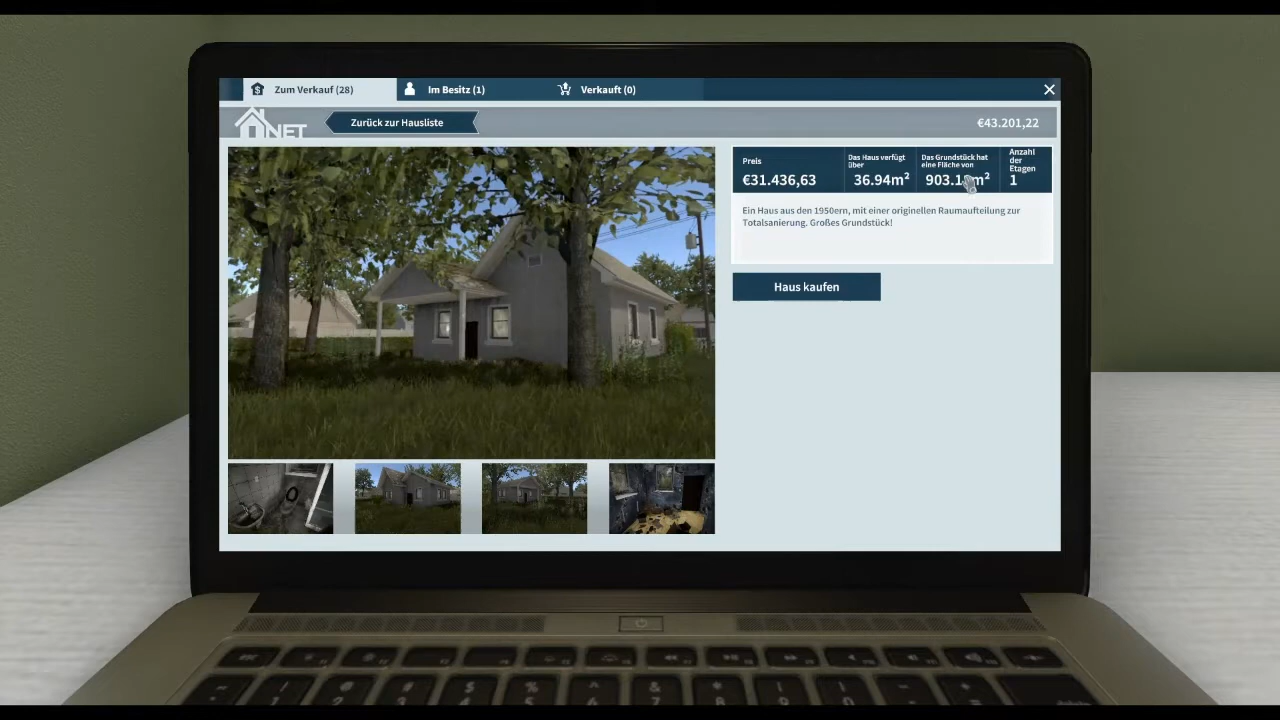 Zum Verkauf (28)
Im Besitz (1)
Verkauft (0)
NET
Zurück zur Hausliste
€43.201,22
Preis
€31.436,63
Das Haus verfügt
über
36.94m²
Das Grundstück hat
eine Fläche von
Anzahl
der
Etagen
1
Ein Haus aus den 1950ern, mit einer originellen Raumaufteilung zur
Totalsanierung. Großes Grundstück!
Haus kaufen